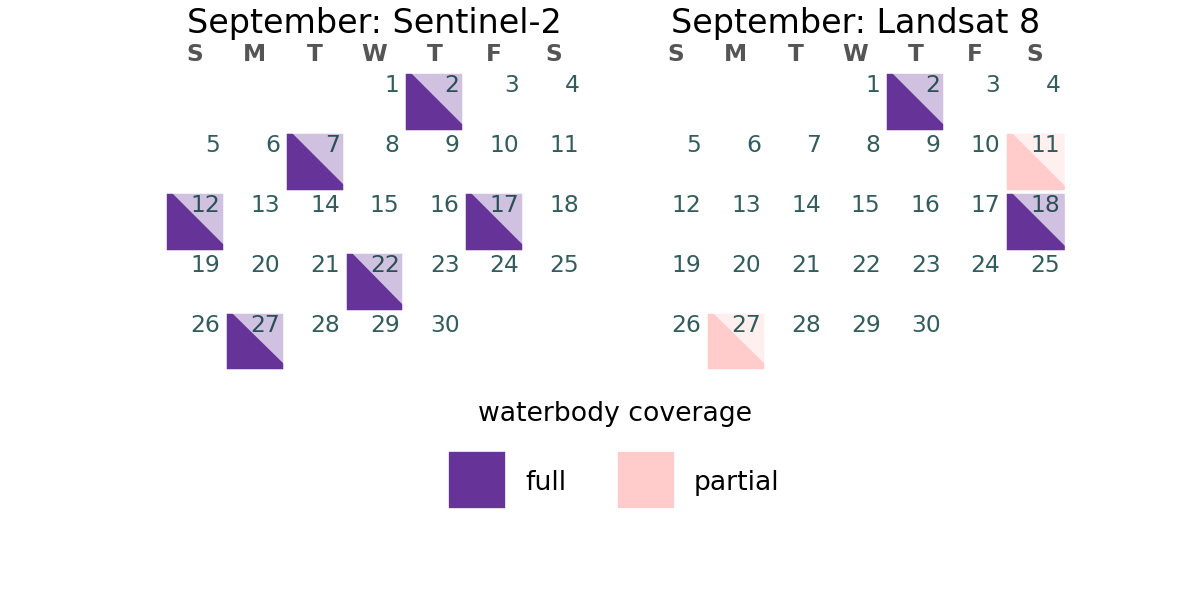 September: Sentinel-2
S M T W T F S
1 2 3 4
5 6 7 8 9 10 11
12 13 14 15 16 17 18
19 20 21 22 23 24 25
26 27 28 29 30
September: Landsat 8
S M T W T F S
1 2 3 4
5 6 7 8 9 10 11
12 13 14 15 16 17 18
19 20 21 22 23 24 25
26 27 28 29 30
waterbody coverage
full partial